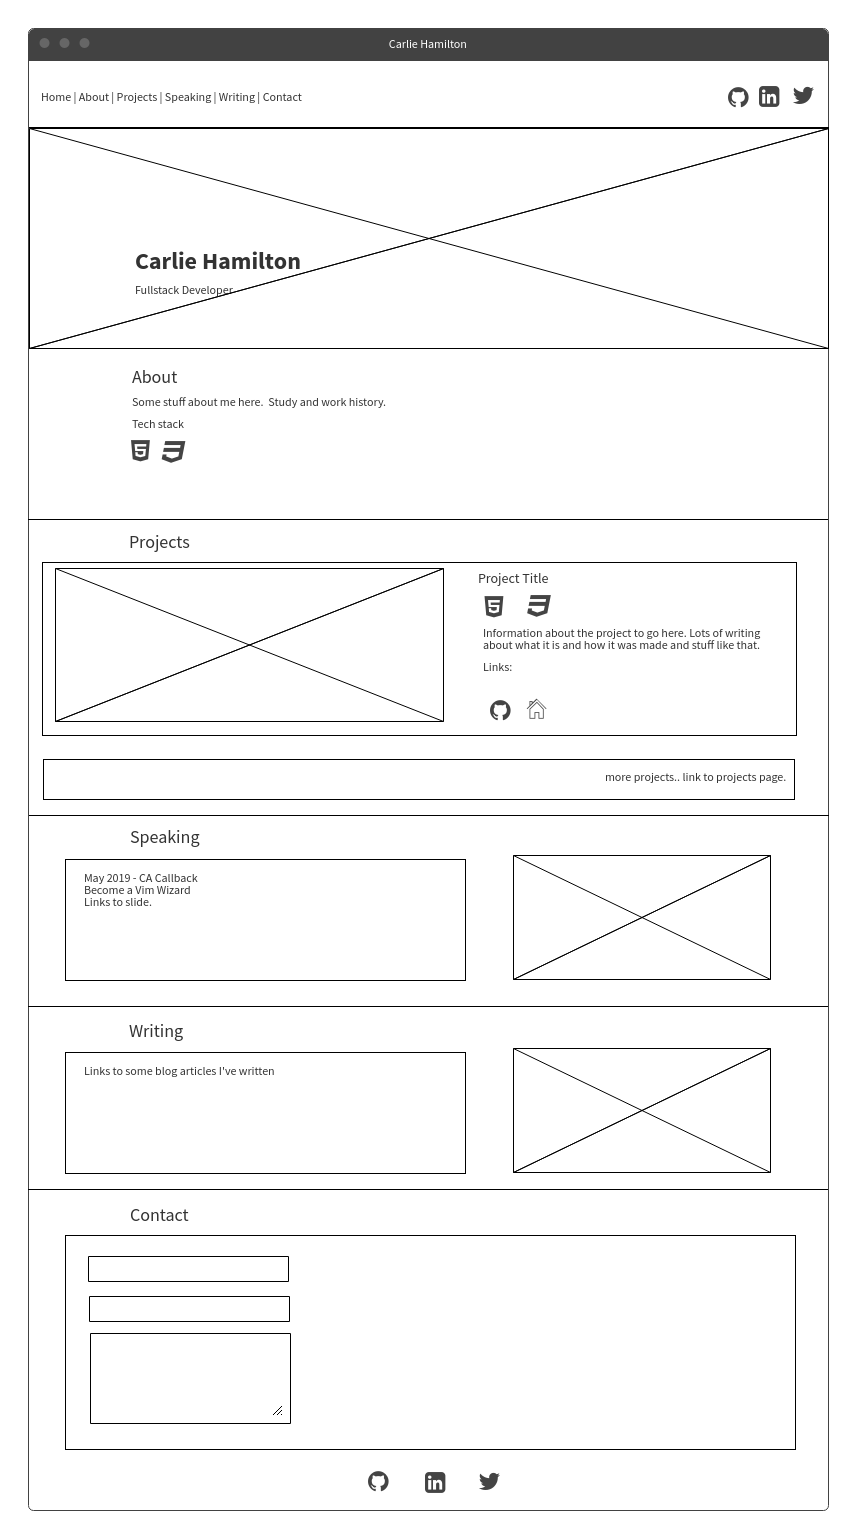 Carlie Hamilton
Home | About | Projects | Speaking | Writing | Contact
Carlie Hamilton
Fullstack Developer
About
Some stuff about me here.  Study and work history.
Tech stack
Projects
Project Title
Information about the project to go here. Lots of writing
about what it is and how it was made and stuff like that.
Links:
more projects.. link to projects page.
Speaking
May 2019 - CA Callback
Become a Vim Wizard
Links to slide.
Writing
Links to some blog articles I've written
Contact